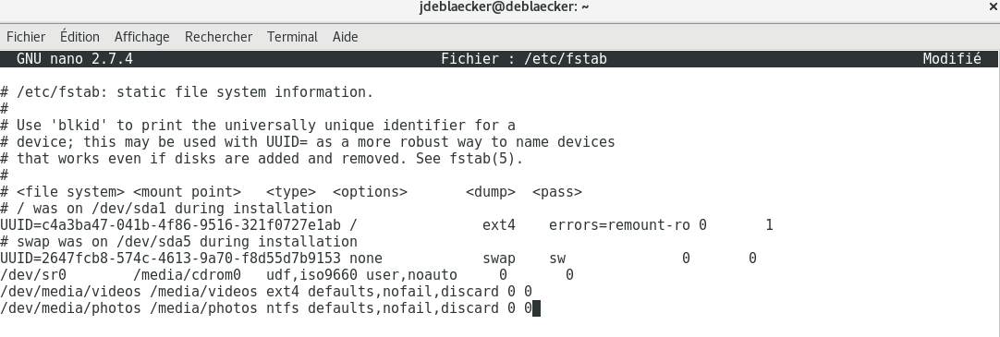 jdeblaecker@deblaecker: ~ ×
Fichier Édition Affichage Rechercher Terminal Aide
GNU nano 2.7.4 Fichier : /etc/fstab Modifié
# /etc/fstab: static file system information.
#
# Use 'blkid' to print the universally unique identifier for a
# device; this may be used with UUID= as a more robust way to name devices
# that works even if disks are added and removed. See fstab(5).
#
# <file system> <mount point>   <type>  <options>       <dump>  <pass>
# / was on /dev/sda1 during installation
UUID=c4a3ba47-041b-4f86-9516-321f0727e1ab /                 ext4    errors=remount-ro 0       1
# swap was on /dev/sda5 during installation
UUID=2647fcb8-574c-4613-9a70-f8d55d7b9153 none              swap    sw                0       0
/dev/sr0        /media/cdrom0   udf,iso9660 user,noauto     0       0
/dev/media/videos /media/videos ext4 defaults,nofail,discard 0 0
/dev/media/photos /media/photos ntfs defaults,nofail,discard 0 0